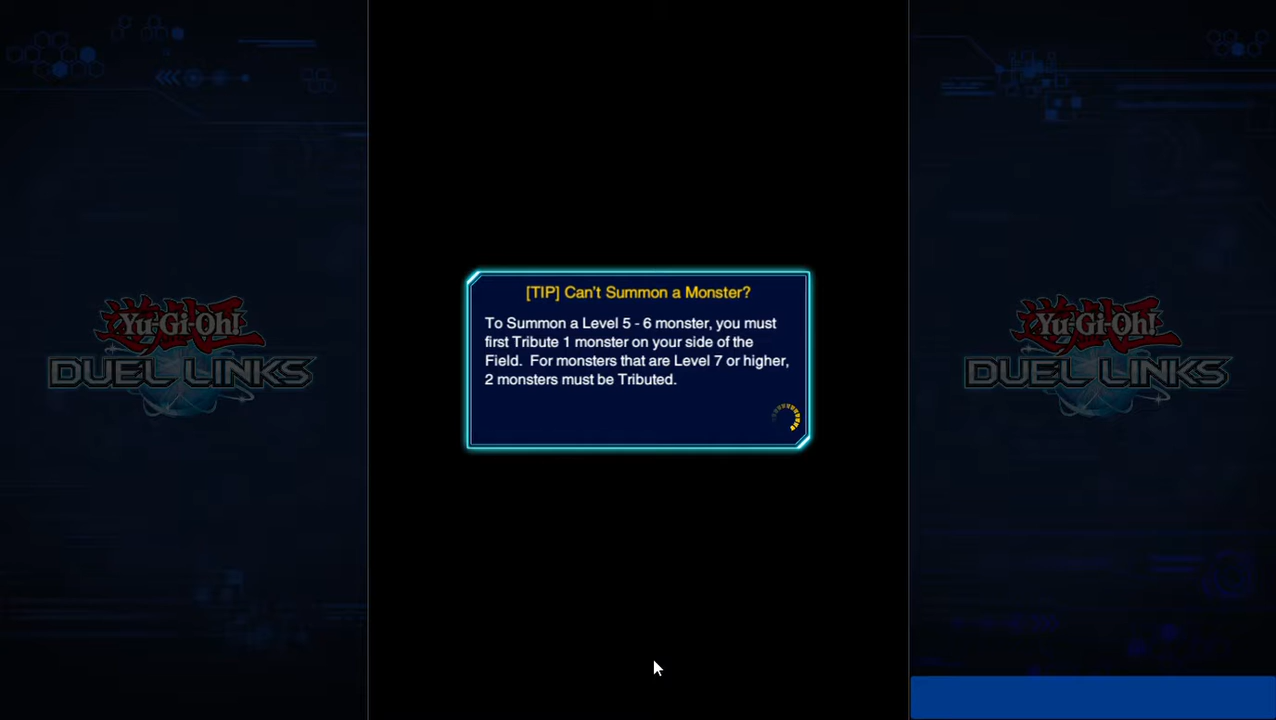 [TIP] Can't Summon a Monster?
To Summon a Level 5 - 6 monster, you must
first Tribute 1 monster on your side of the
Field. For monsters that are Level 7 or higher,
2 monsters must be Tributed.
Yu-Gi-Oh!
DUEL LINKS
Yu-Gi-Oh!
DUEL LINKS